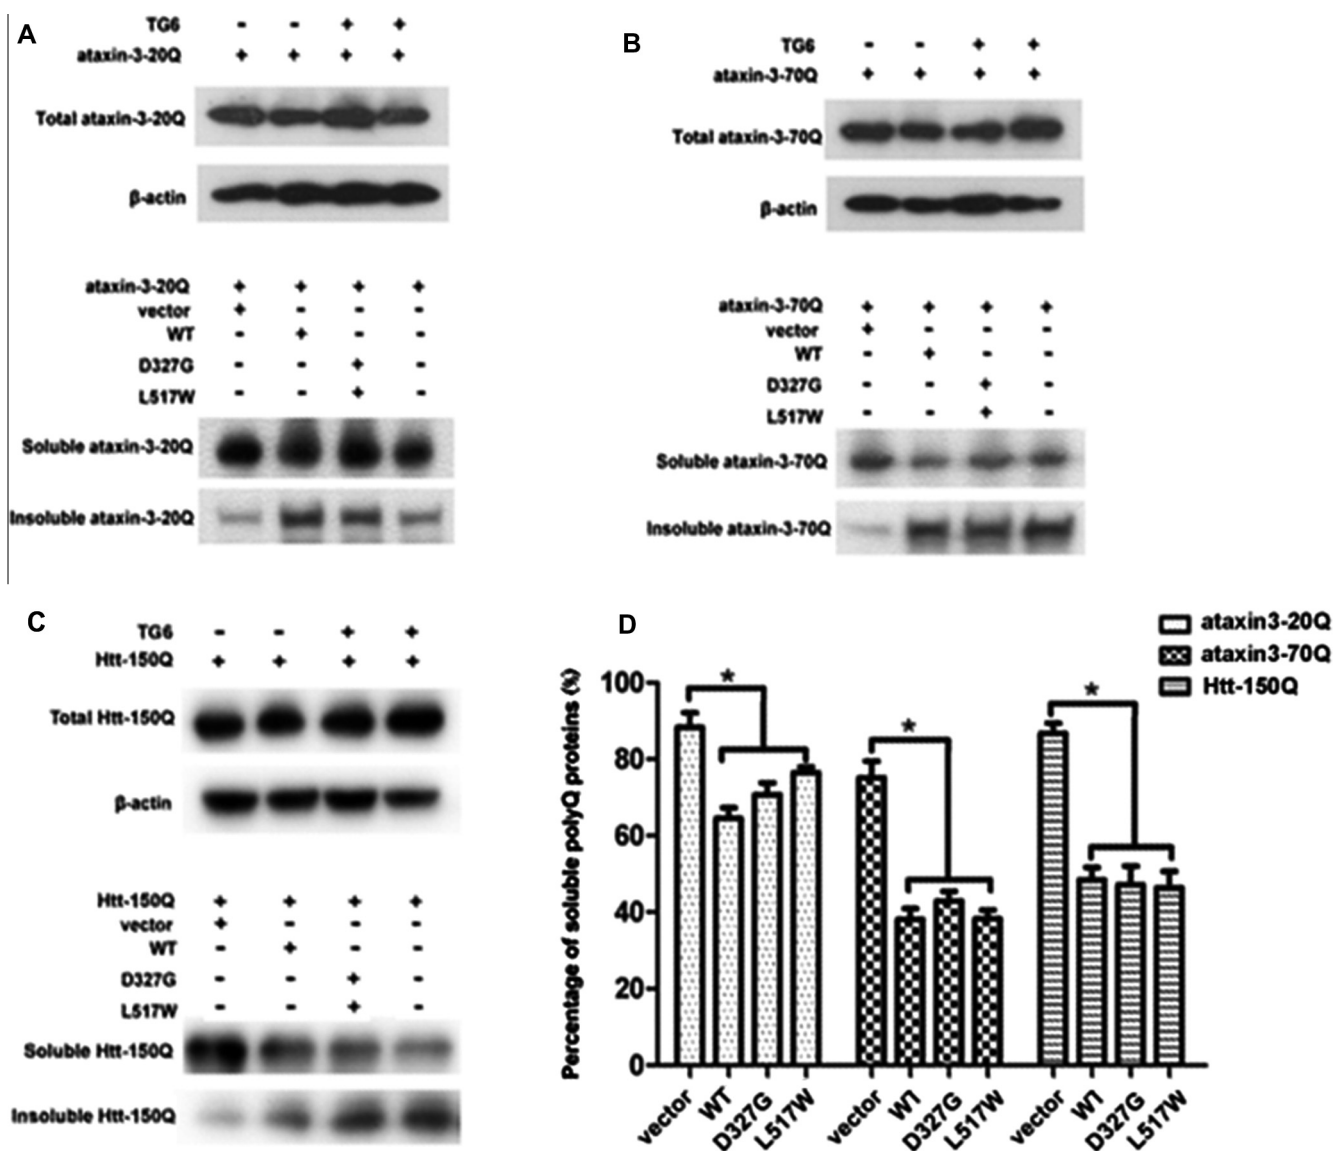 A
TG6 - - + +
ataxin-3-20Q + + + +
Total ataxin-3-20Q
β-actin
ataxin-3-20Q + + + +
vector + - - -
WT - + - -
D327G - - + -
L517W - - + -
Soluble ataxin-3-20Q
Insoluble ataxin-3-20Q
B
TG6 - - + +
ataxin-3-70Q + + + +
Total ataxin-3-70Q
β-actin
ataxin-3-70Q + + + +
vector + - - -
WT - + - -
D327G - - + -
L517W - - + -
Soluble ataxin-3-70Q
Insoluble ataxin-3-70Q
C
TG6 - - + +
Htt-150Q + + + +
Total Htt-150Q
β-actin
Htt-150Q + + + +
vector + - - -
WT - + - -
D327G - - + -
L517W - - + -
Soluble Htt-150Q
Insoluble Htt-150Q
D
ataxin3-20Q
ataxin3-70Q
Htt-150Q
Percentage of soluble polyQ proteins (%)
100
80
60
40
20
0
* * *
vector WT D327G L517W vector WT D327G L517W vector WT D327G L517W